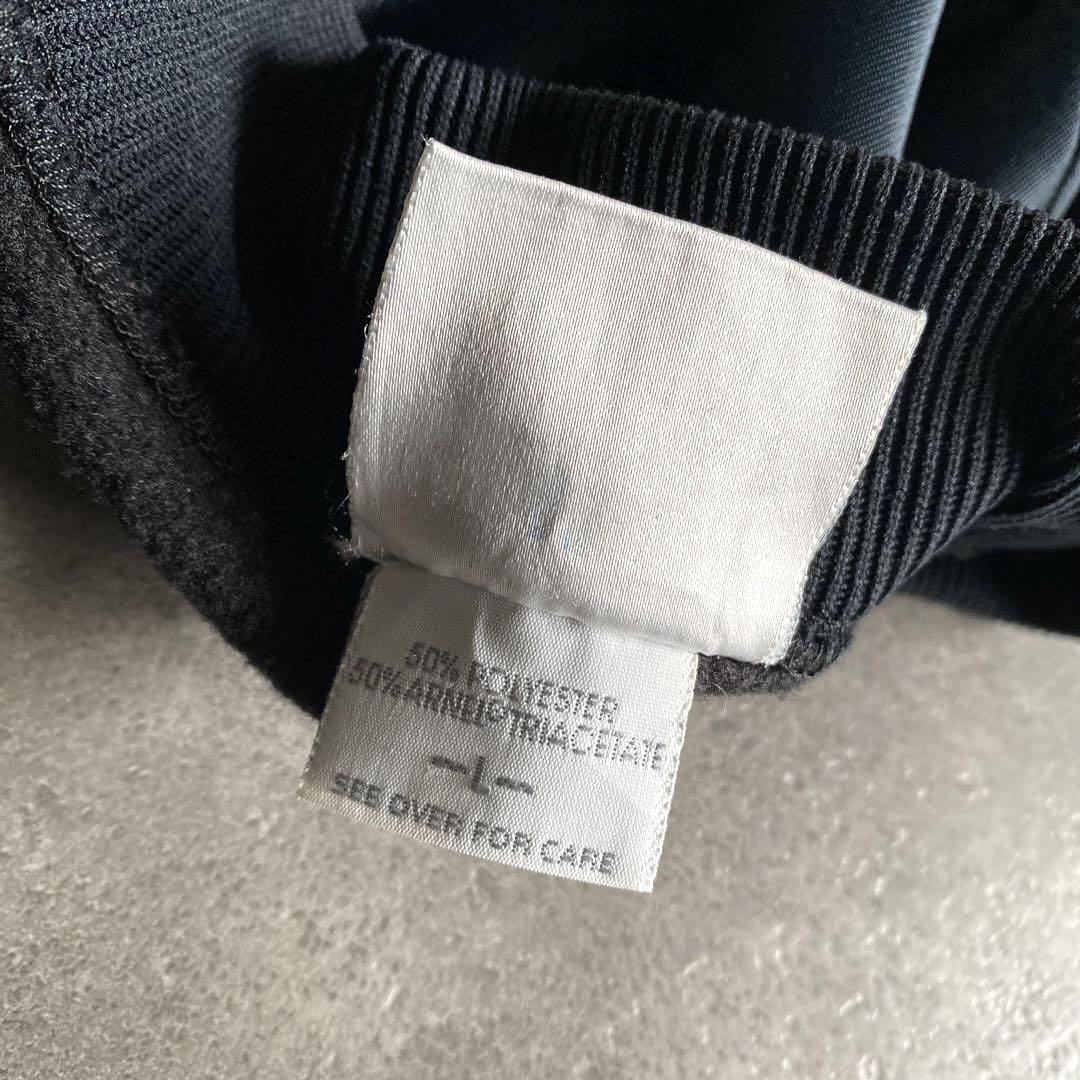 50% POLYESTER
50% ARNEL® TRIACETATE
—L—
SEE OVER FOR CARE